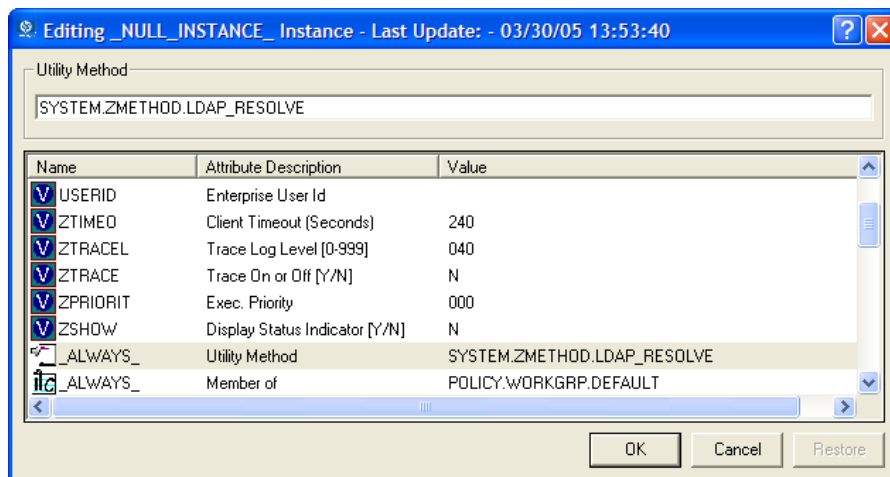 Editing _NULL_INSTANCE_ Instance - Last Update: - 03/30/05 13:53:40
Utility Method
SYSTEM.ZMETHOD.LDAP_RESOLVE
Name Attribute Description Value
USERID Enterprise User Id
ZTIMEO Client Timeout (Seconds) 240
ZTRACEL Trace Log Level [0-999] 040
ZTRACE Trace On or Off [Y/N] N
ZPRIORIT Exec. Priority 000
ZSHOW Display Status Indicator [Y/N] N
_ALWAYS_ Utility Method SYSTEM.ZMETHOD.LDAP_RESOLVE
_ALWAYS_ Member of POLICY.WORKGRP.DEFAULT
OK Cancel Restore